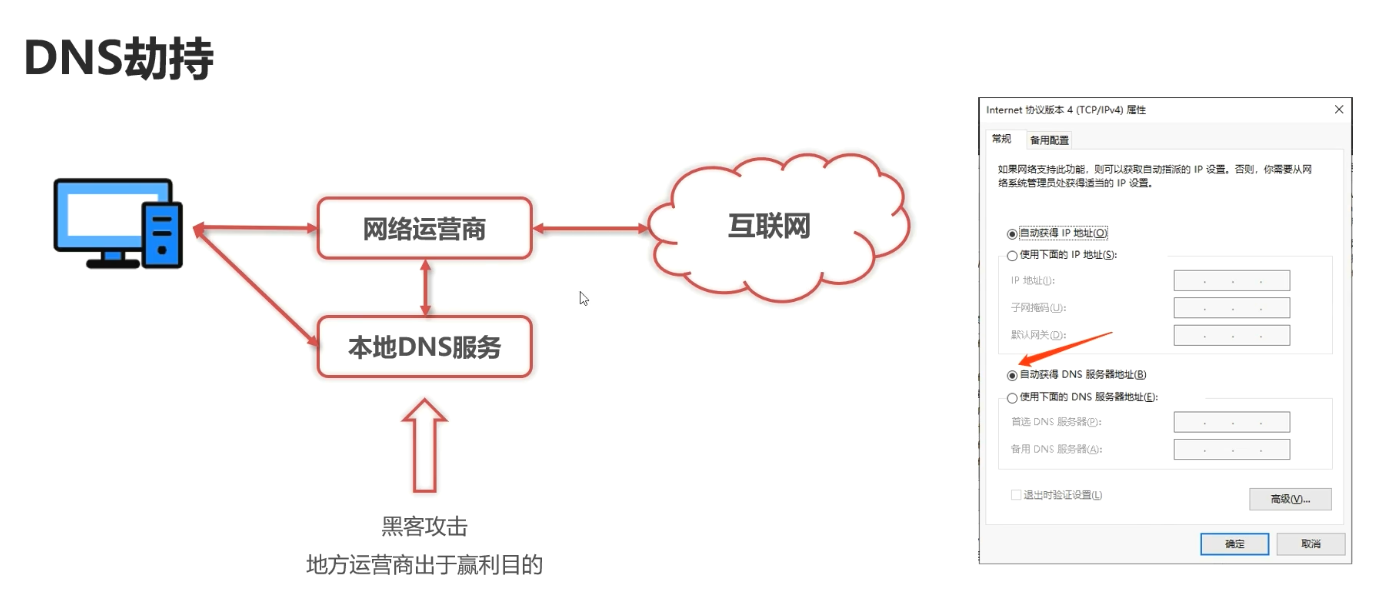 DNS劫持
网络运营商
互联网
本地DNS服务
黑客攻击
地方运营商出于赢利目的
Internet 协议版本 4 (TCP/IPv4) 属性
常规
备用配置
如果网络支持此功能，则可以获取自动指派的 IP 设置。否则，你需要从网
络系统管理员处获得适当的 IP 设置。
自动获得 IP 地址(O)
使用下面的 IP 地址(S):
IP 地址(I):
子网掩码(U):
默认网关(D):
自动获得 DNS 服务器地址(B)
使用下面的 DNS 服务器地址(E):
首选 DNS 服务器(P):
备用 DNS 服务器(A):
退出时验证设置(L)
高级(V)...
确定
取消